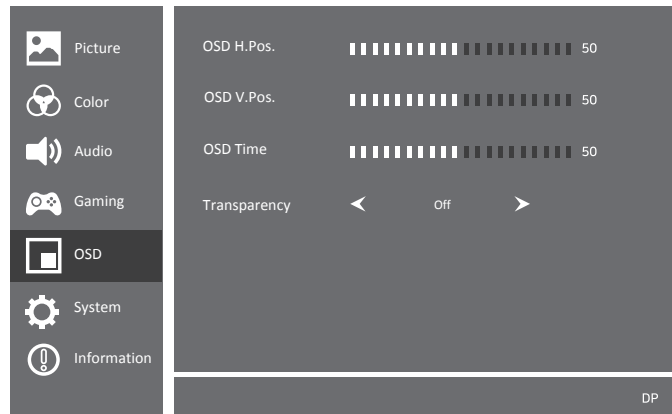 Picture
Color
Audio
Gaming
OSD
System
Information
OSD H.Pos. 50
OSD V.Pos. 50
OSD Time 50
Transparency Off
DP